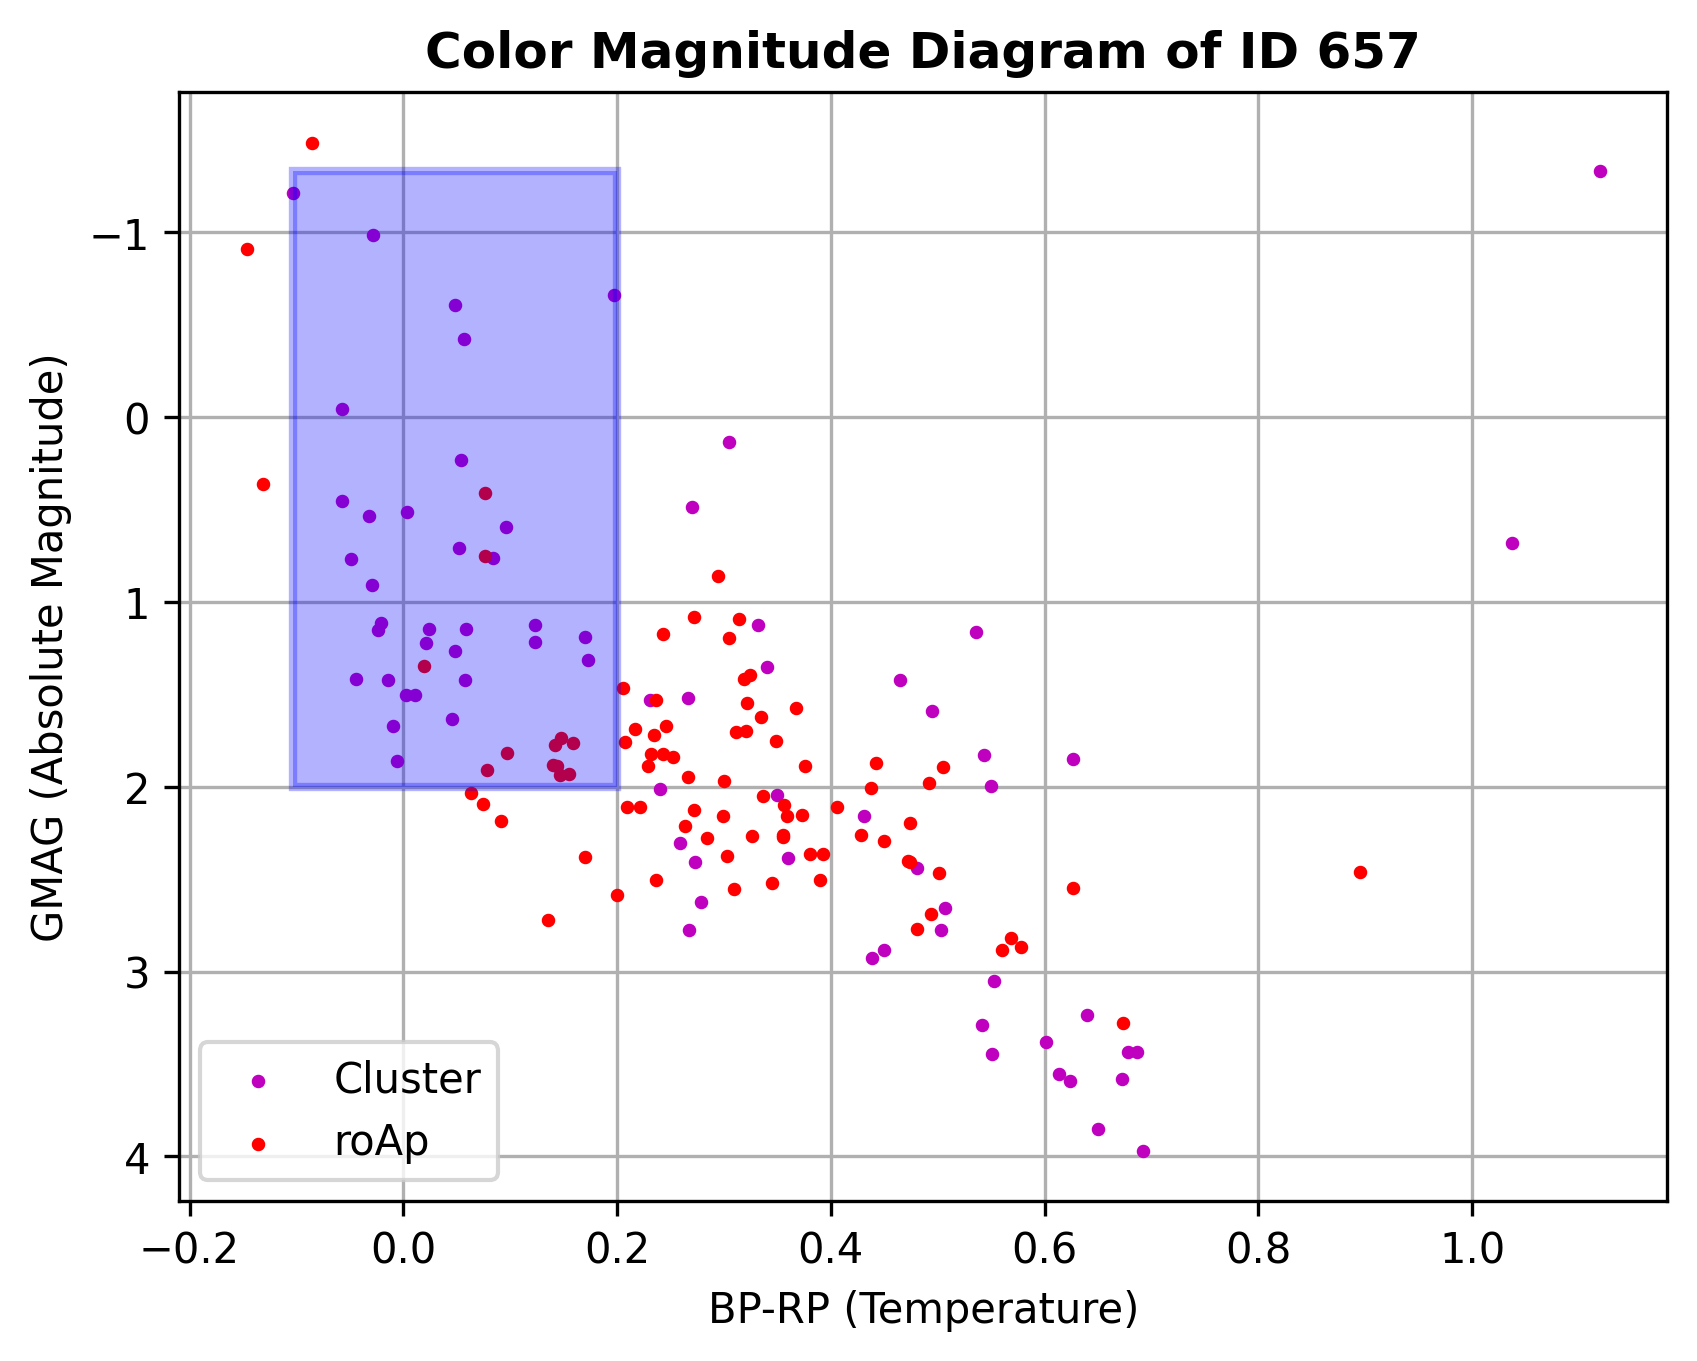 Color Magnitude Diagram of ID 657
GMAG (Absolute Magnitude)
−1
0
1
2
3
4
Cluster
roAp
−0.2 0.0 0.2 0.4 0.6 0.8 1.0
BP-RP (Temperature)